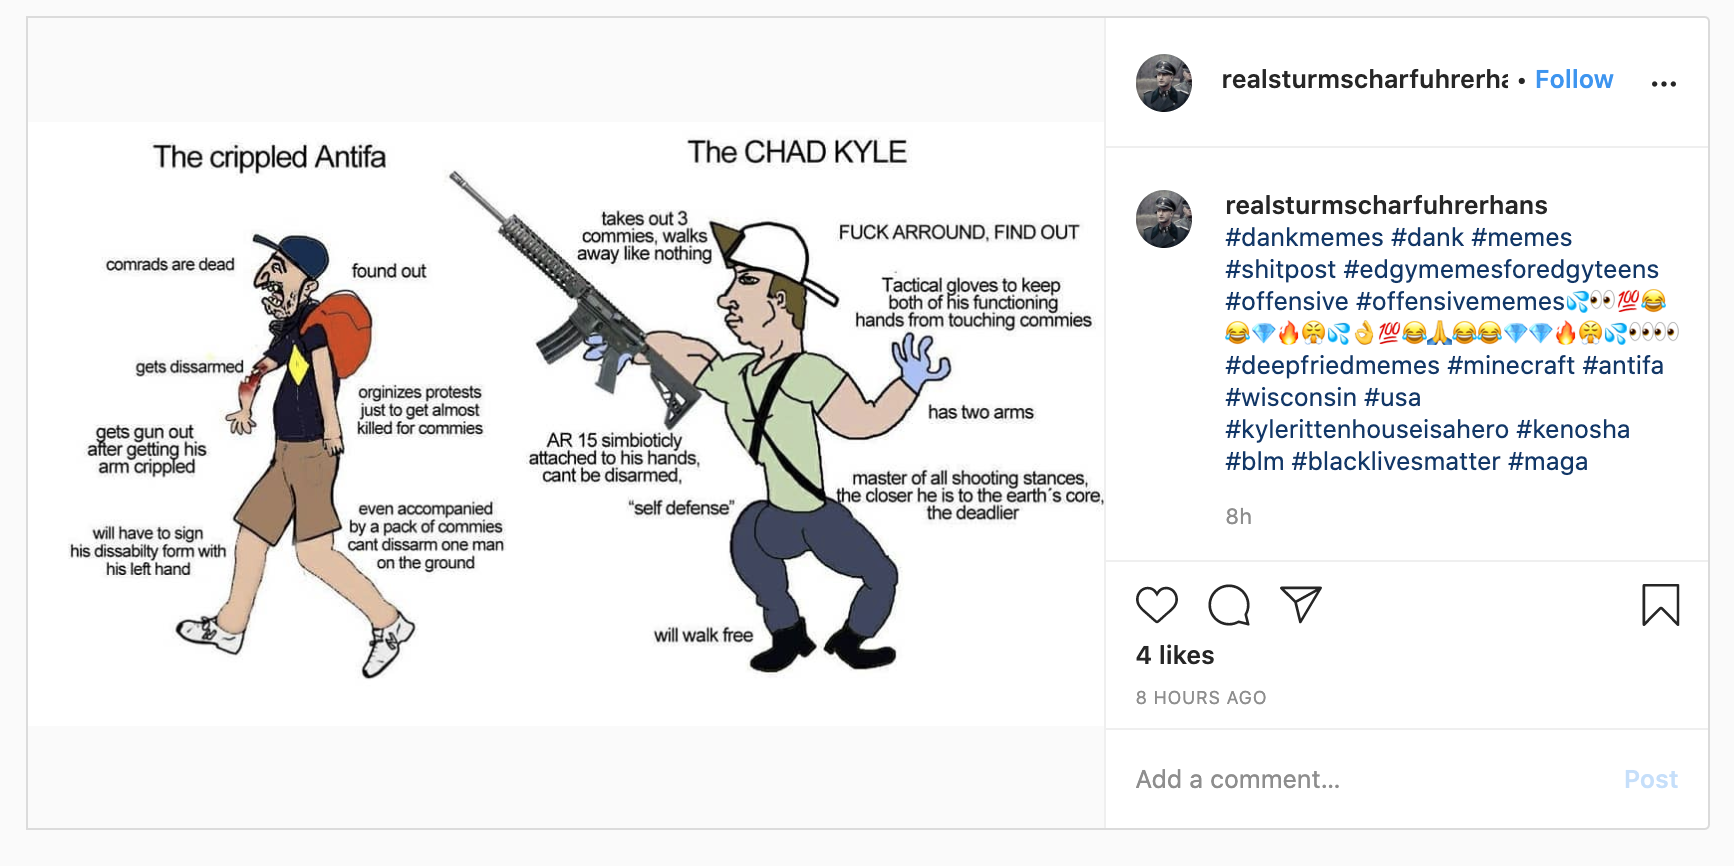 The crippled Antifa
comrads are dead
found out
gets dissarmed
orginizes protests
just to get almost
killed for commies
gets gun out
after getting his
arm crippled
even accompanied
by a pack of commies
cant dissarm one man
on the ground
will have to sign
his dissabilty form with
his left hand
The CHAD KYLE
takes out 3
commies, walks
away like nothing
FUCK ARROUND, FIND OUT
Tactical gloves to keep
both of his functioning
hands from touching commies
has two arms
AR 15 simbioticly
attached to his hands,
cant be disarmed,
"self defense"
master of all shooting stances,
the closer he is to the earth´s core,
the deadlier
will walk free
realsturmscharfuhrerha • Follow ...
realsturmscharfuhrerhans
#dankmemes #dank #memes
#shitpost #edgymemesforedgyteens
#offensive #offensivememes💦👀💯😂
😂💎🔥😤💦👌💯😂🙏😂😂💎💎🔥😤💦👀👀
#deepfriedmemes #minecraft #antifa
#wisconsin #usa
#kylerittenhouseisahero #kenosha
#blm #blacklivesmatter #maga
8h
4 likes
8 HOURS AGO
Add a comment...
Post